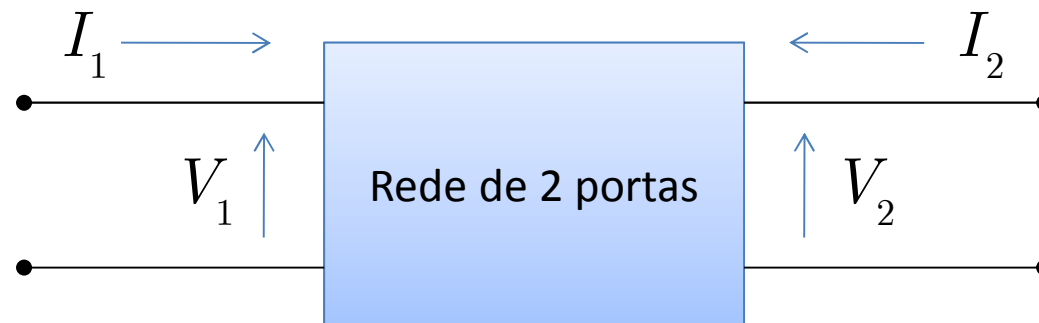 I₁
I₂
V₁
Rede de 2 portas
V₂